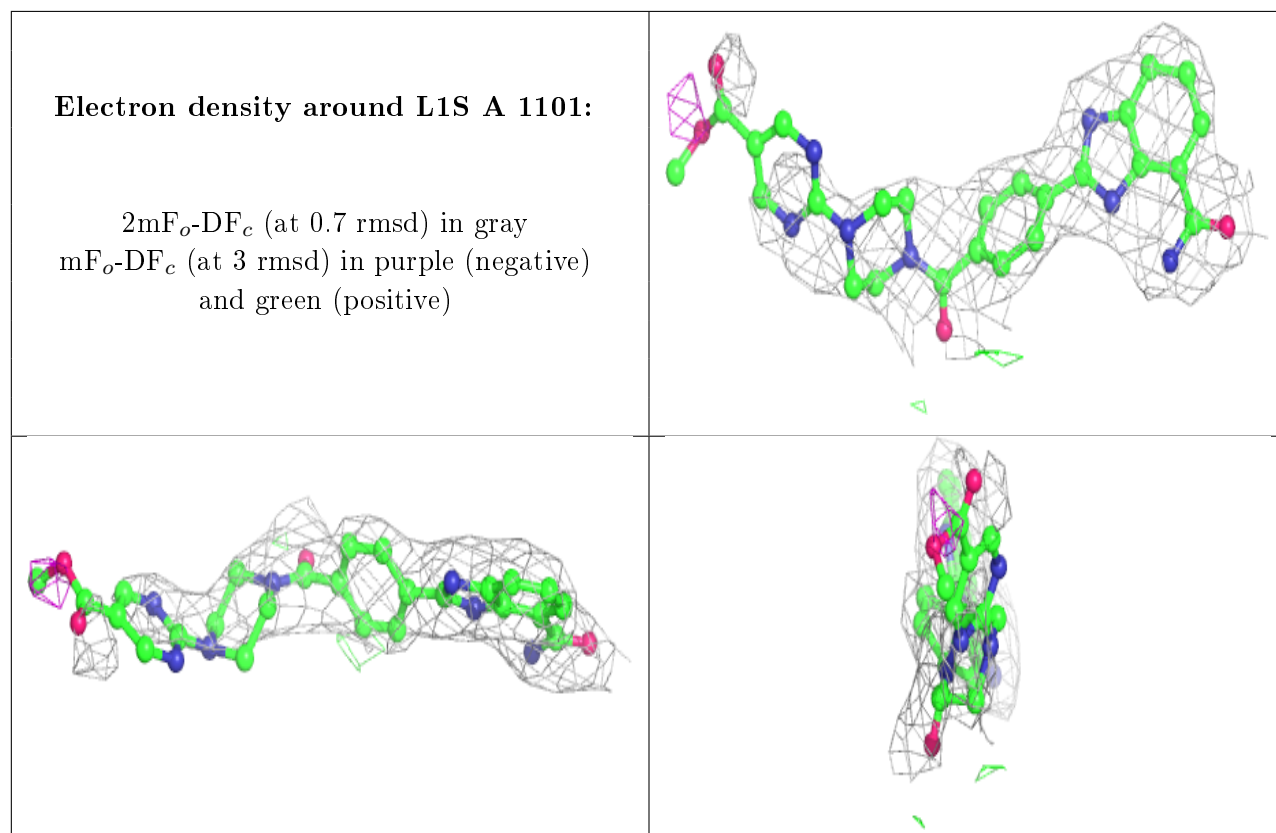 Electron density around L1S A 1101:
2mFo-DFc (at 0.7 rmsd) in gray
mFo-DFc (at 3 rmsd) in purple (negative)
and green (positive)